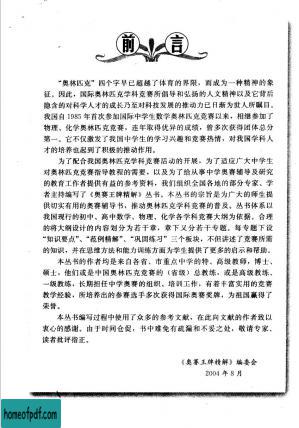 前言
“奥林匹克”四个字早已超越了体育的界限，而成为一种精神的象
征。因此，国际奥林匹克学科竞赛所倡导和弘扬的人文精神以及它背后
隐含的对科学人才的成长乃至对科技发展的推动力已日渐为世人所瞩目。
我国自1985年首次参加国际中学生数学奥林匹克竞赛以来，相继参加了
物理、化学奥林匹克竞赛，连年取得优异的成绩，曾多次获得团体总分
第一。它不仅激发了我国中学生的学习兴趣和竞赛热情，对我国学科人
才的培养也起到了积极的推动作用。
为了配合我国奥林匹克学科竞赛活动的开展，为了适应广大中学生
对奥林匹克竞赛指导教程的需要，以及为了给从事中学竞赛辅导及研究
的教育工作者提供有益的参考资料，我们组织全国各地的部分专家、学
者主持编写了《奥赛王牌精解》丛书。本丛书的宗旨是为广大的师生提
供切实有用的奥赛辅导书，推动奥林匹克学科竞赛的普及。丛书体系以
我国现行的初中、高中数学、物理、化学各学科竞赛大纲为依据，合理
的将大纲设计的内容划分为若干章，章下又分若干专题。每专题下设
“知识要点”、“范例精解”、“巩固练习”三个板块，不但讲述了竞赛所需
的知识，并在思维方法和能力训练方面为学生提供了更多的启示和帮助。
本丛书的作者均是来自各省、市重点中学的特、高级教师，博士、
硕士，他们或是中国奥林匹克竞赛的（省级）总教练，或是高级教练、
一级教练，长期担任中学奥赛的组织、培训工作，有着丰富实用的竞赛
教学经验，所培养出的参赛选手多次获得国际奥赛奖牌，为祖国赢得了
荣誉。
本丛书编写过程中使用了众多的参考文献，在此向文献的作者致以
衷心的感谢。由于时间仓促，书中难免有疏漏和不妥之处，敬请专家、
读者批评指正。
《奥赛王牌精解》编委会
2004年8月
homeofpdf.com